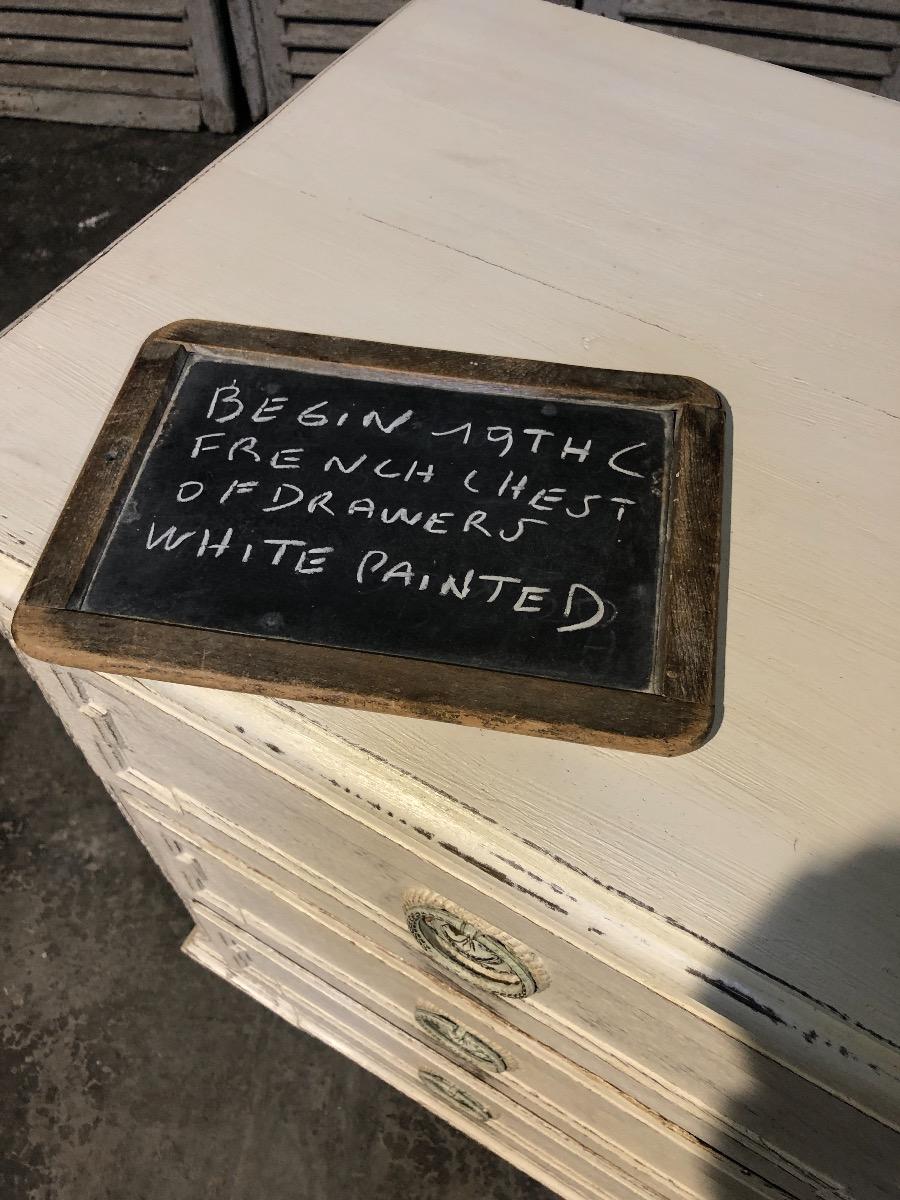 BEGIN 19TH C
FRENCH CHEST
OF DRAWERS
WHITE PAINTED